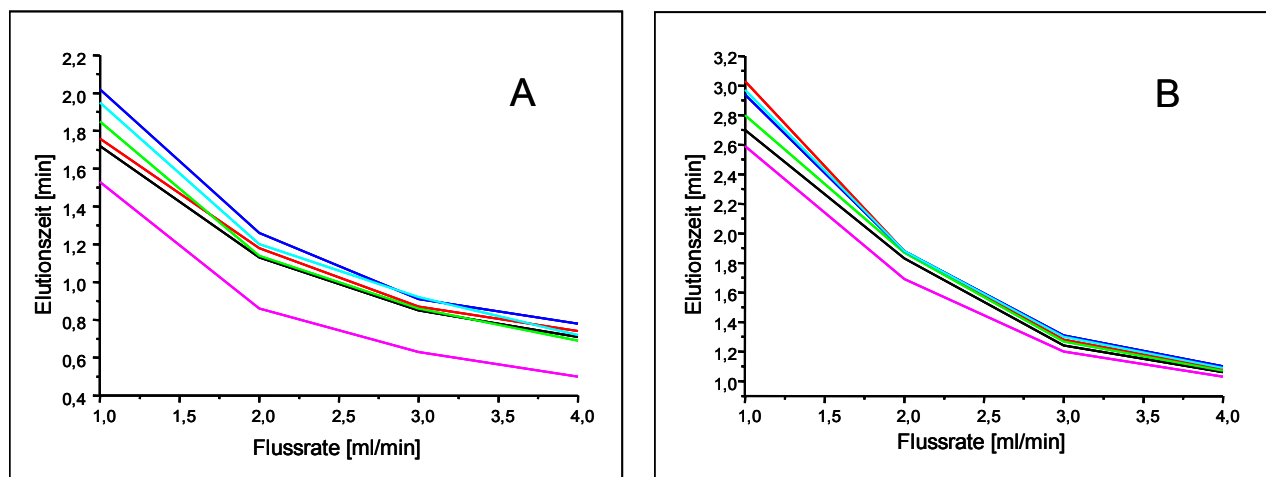 A
2,2
2,0
1,8
1,6
1,4
1,2
1,0
0,8
0,6
0,4
Elutionszeit [min]
1,0 1,5 2,0 2,5 3,0 3,5 4,0
Flussrate [ml/min]
B
3,2
3,0
2,8
2,6
2,4
2,2
2,0
1,8
1,6
1,4
1,2
1,0
Elutionszeit [min]
1,0 1,5 2,0 2,5 3,0 3,5 4,0
Flussrate [ml/min]